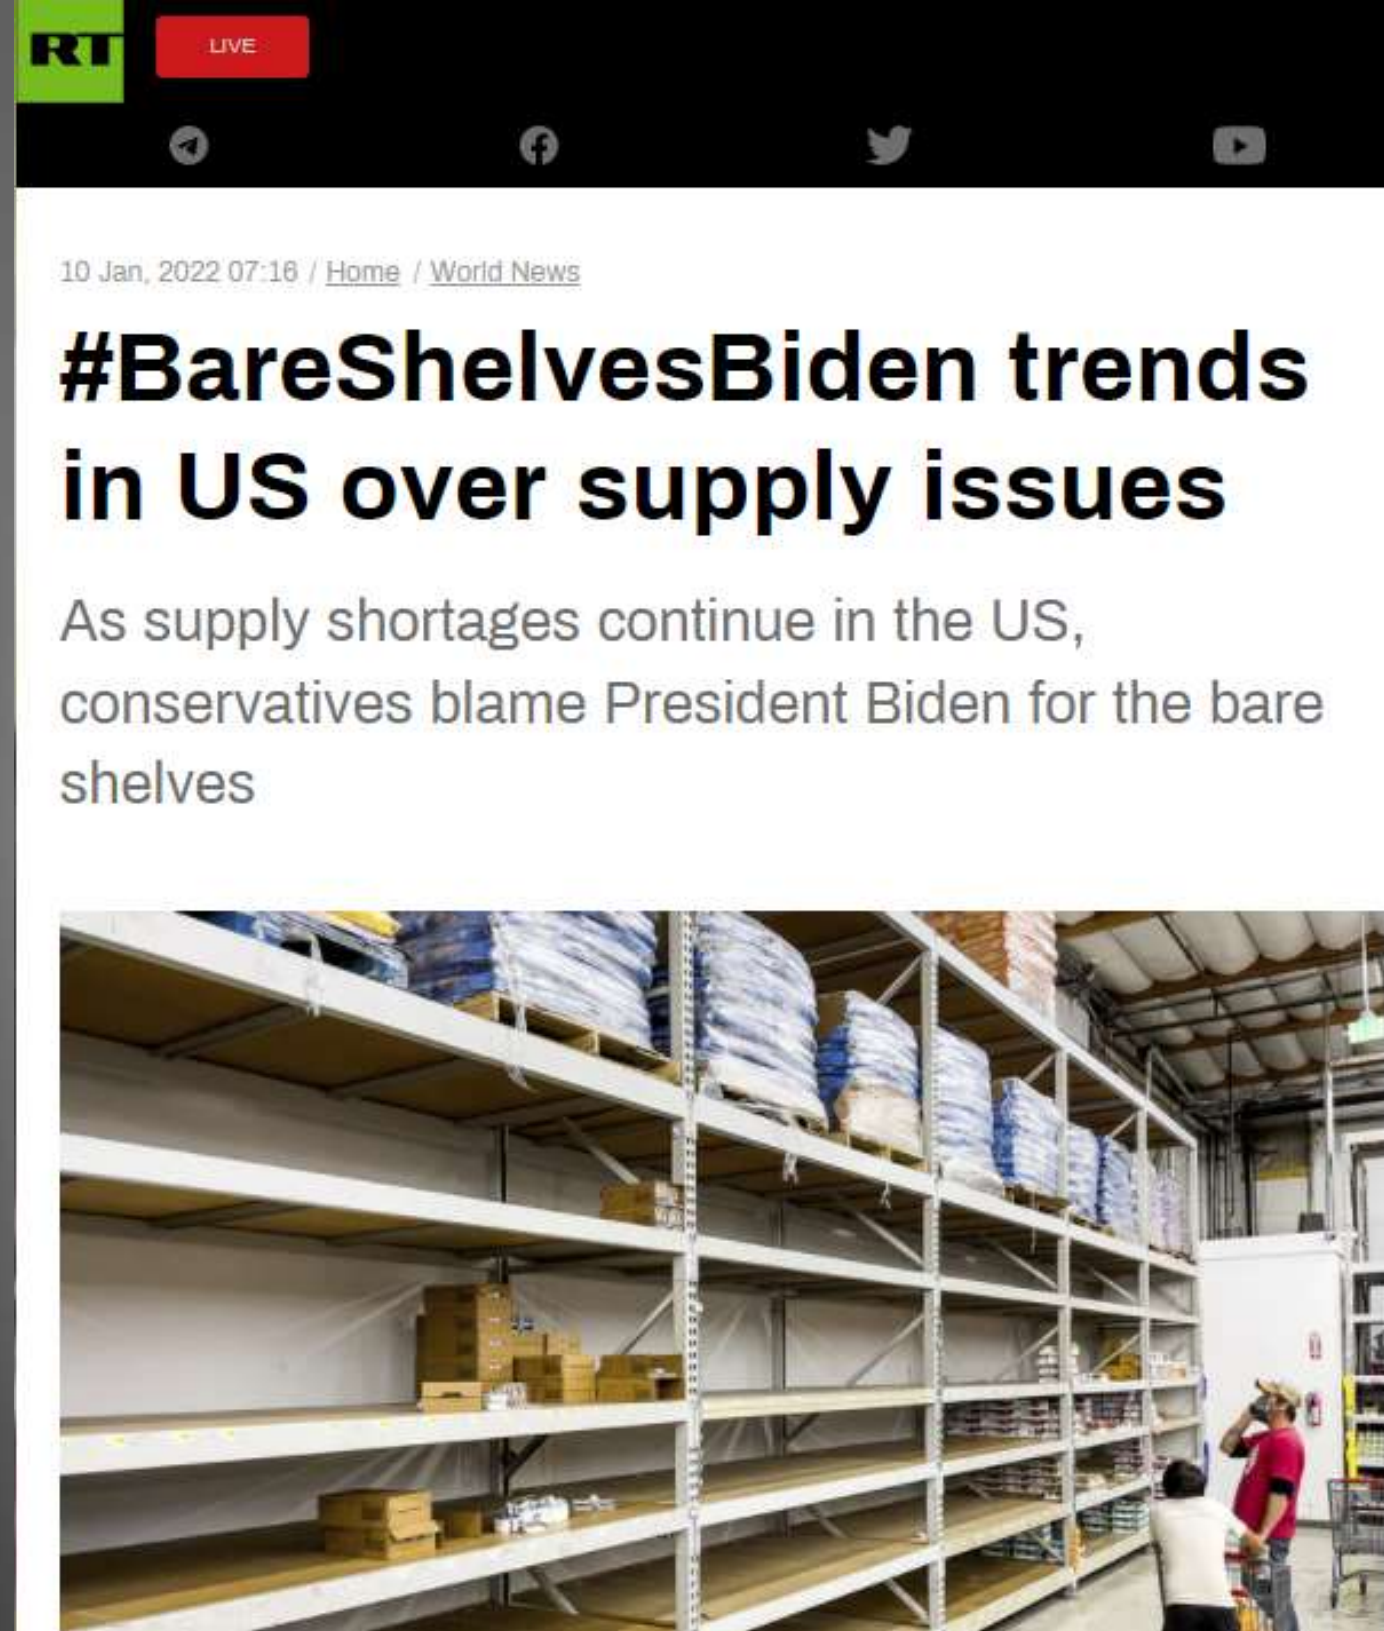 RT
LIVE
10 Jan, 2022 07:16 / Home / World News
#BareShelvesBiden trends
in US over supply issues
As supply shortages continue in the US,
conservatives blame President Biden for the bare
shelves